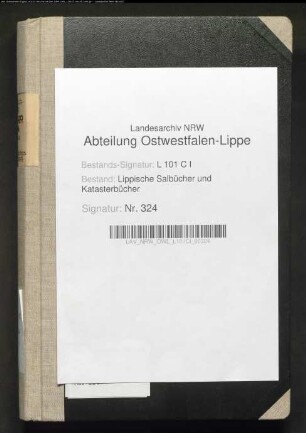 Landesarchiv NRW
Abteilung Ostwestfalen-Lippe
Bestands-Signatur: L 101 C I
Bestand: Lippische Salbücher und
Katasterbücher
Signatur: Nr. 324